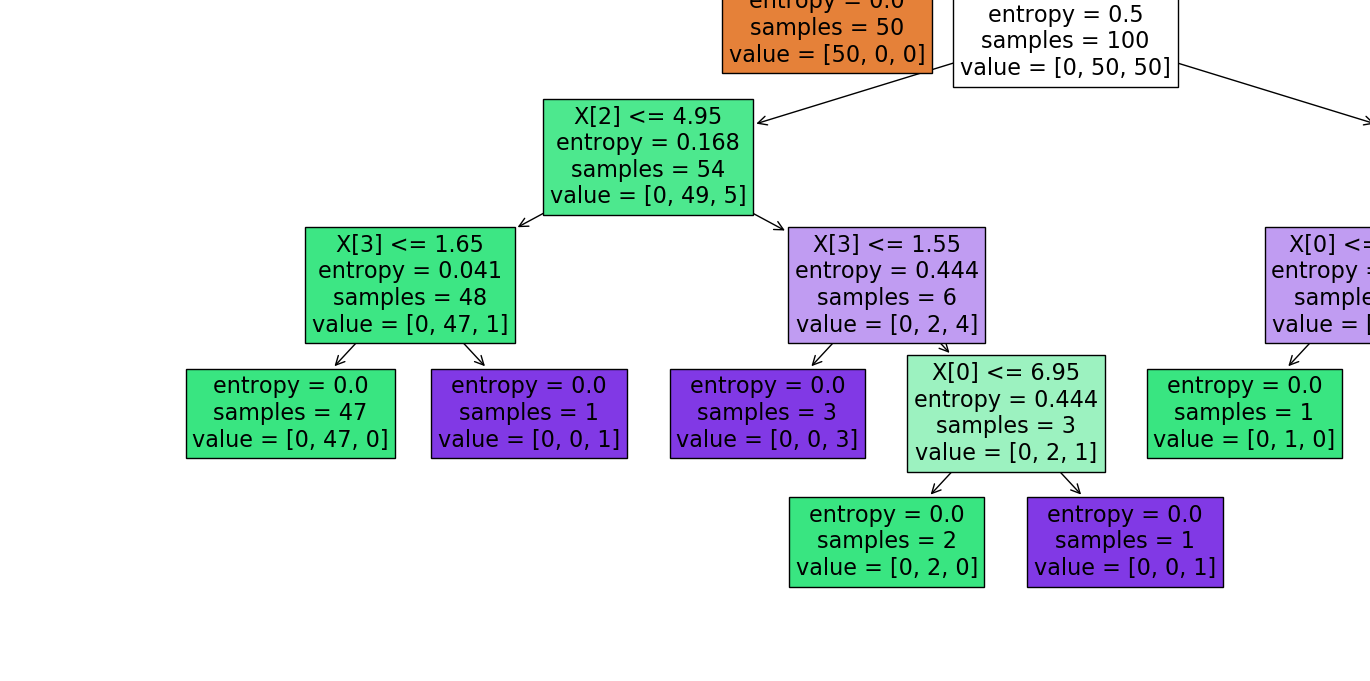 entropy = 0.0
samples = 50
value = [50, 0, 0]
entropy = 0.5
samples = 100
value = [0, 50, 50]
X[2] <= 4.95
entropy = 0.168
samples = 54
value = [0, 49, 5]
X[3] <= 1.65
entropy = 0.041
samples = 48
value = [0, 47, 1]
X[3] <= 1.55
entropy = 0.444
samples = 6
value = [0, 2, 4]
X[0] <=
entropy =
value = [
entropy = 0.0
samples = 47
value = [0, 47, 0]
entropy = 0.0
samples = 1
value = [0, 0, 1]
entropy = 0.0
samples = 3
value = [0, 0, 3]
X[0] <= 6.95
entropy = 0.444
samples = 3
value = [0, 2, 1]
entropy = 0.0
samples = 1
value = [0, 1, 0]
entropy = 0.0
samples = 2
value = [0, 2, 0]
entropy = 0.0
samples = 1
value = [0, 0, 1]